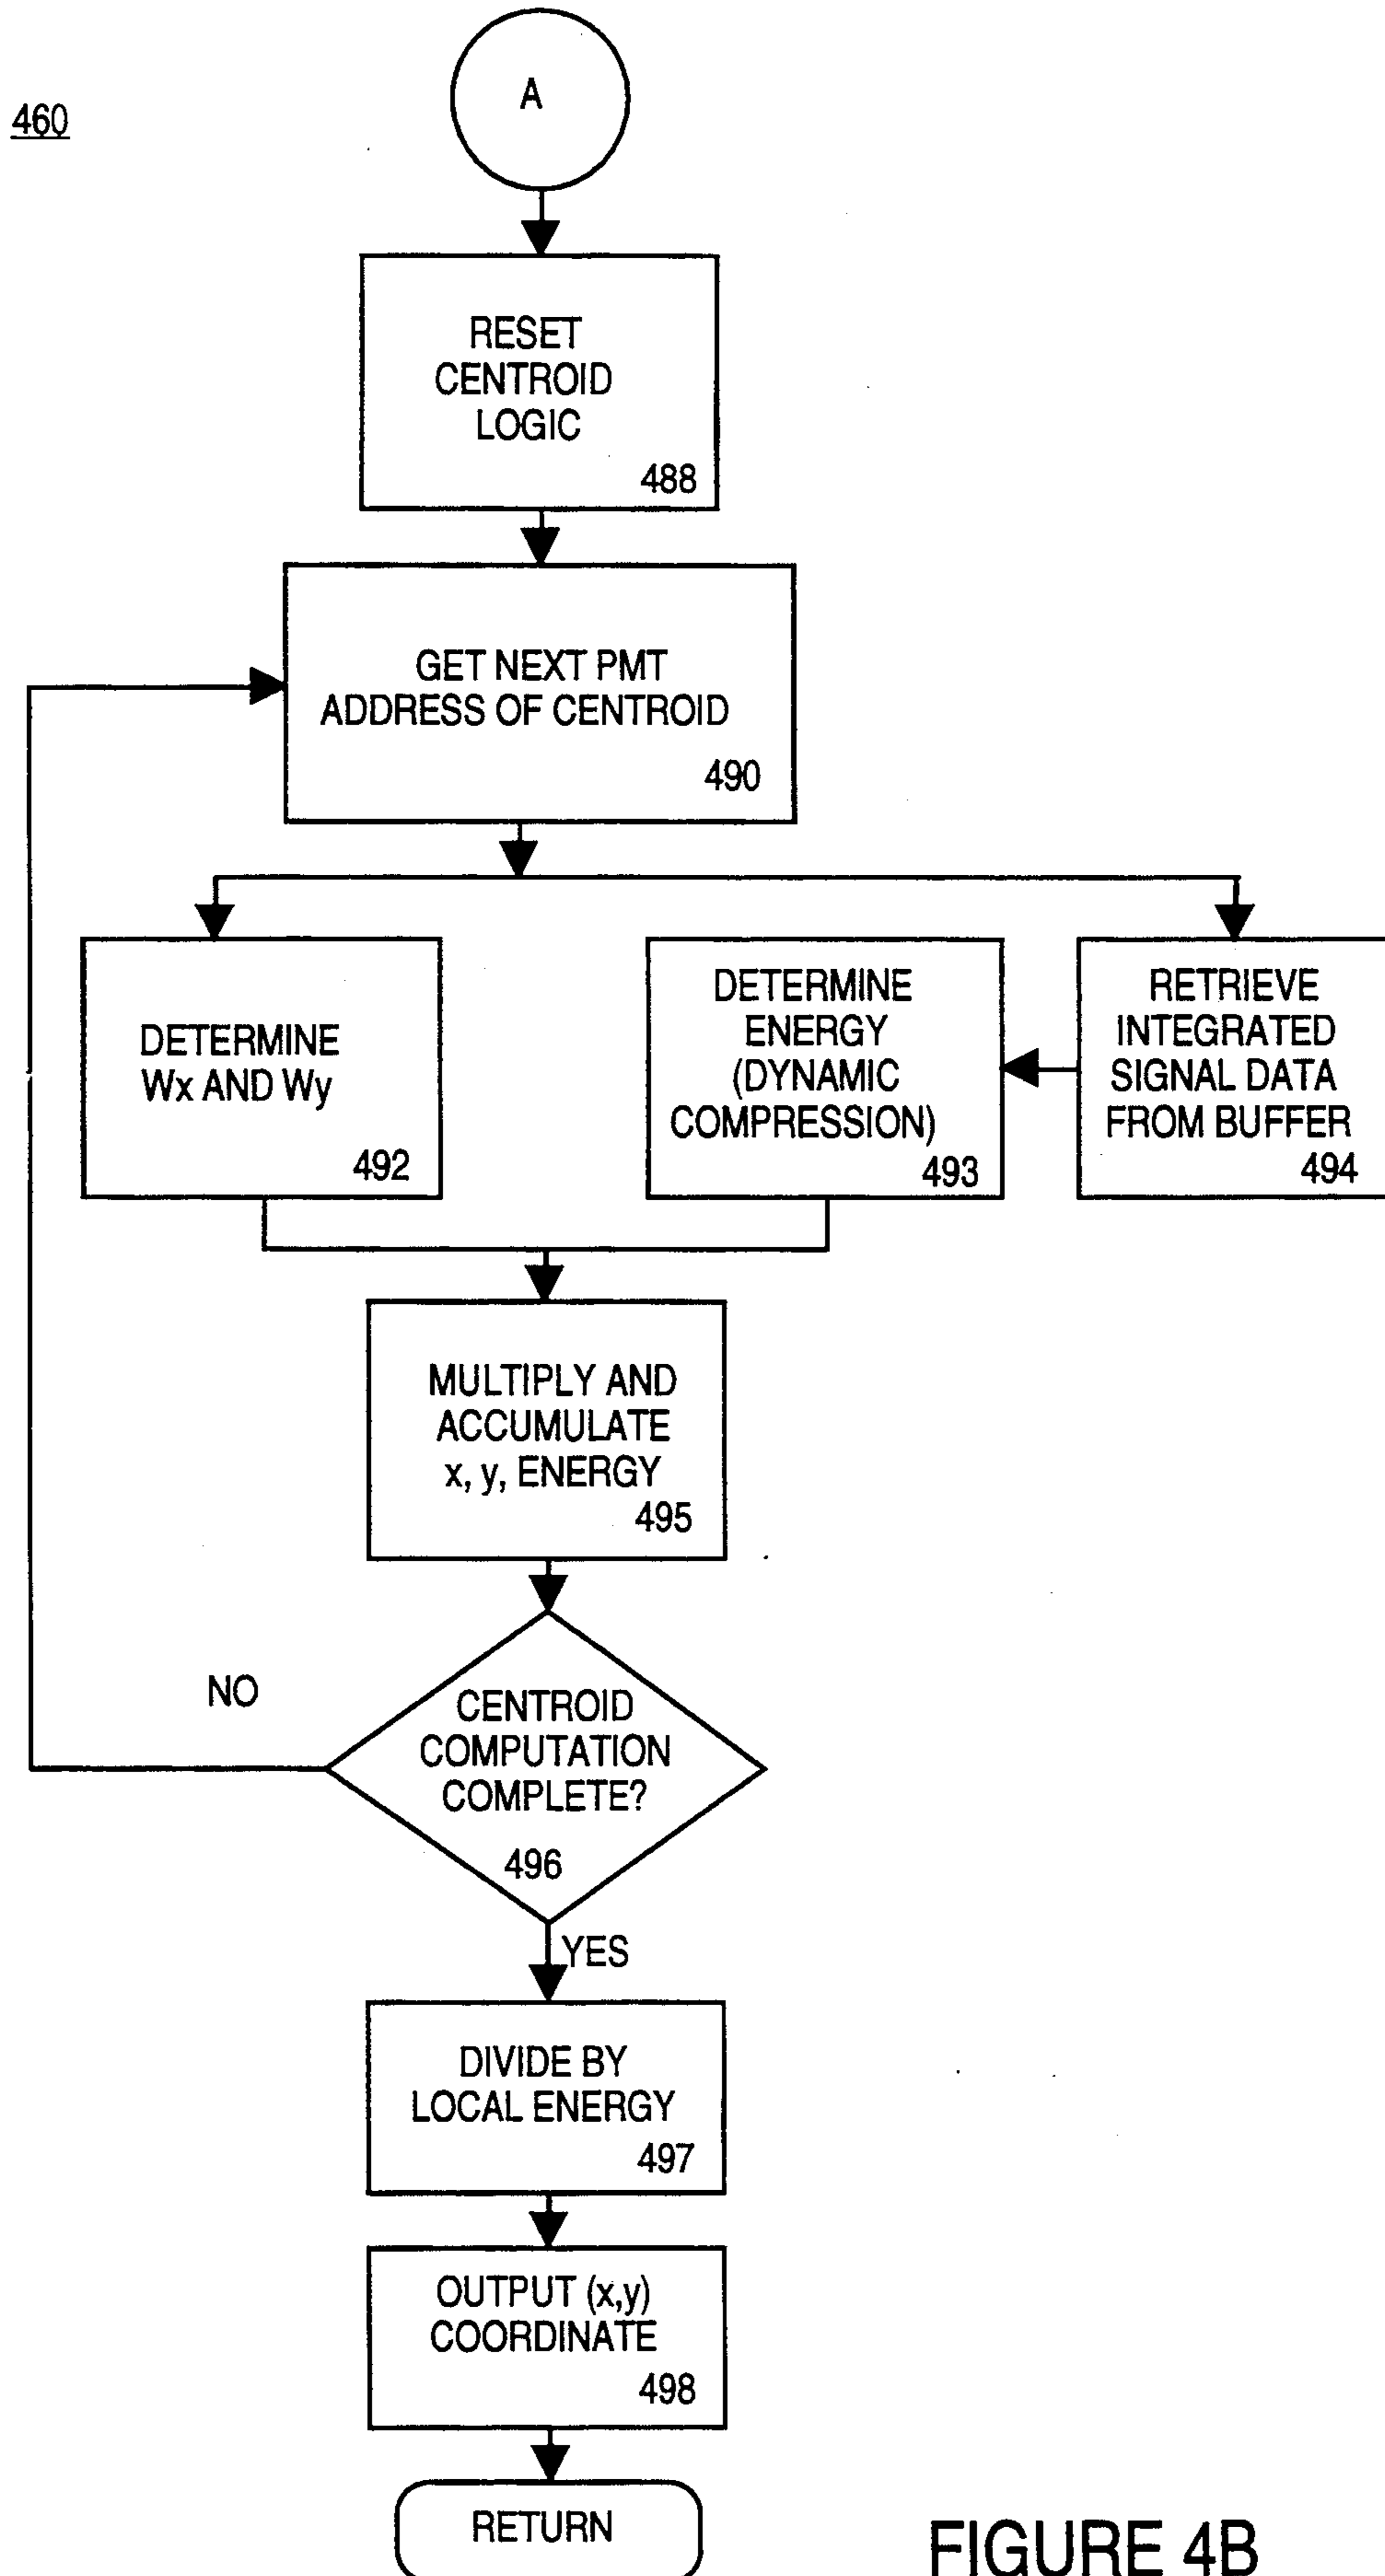 A
460
RESET
CENTROID
LOGIC
488
GET NEXT PMT
ADDRESS OF CENTROID
490
DETERMINE
Wx AND Wy
492
DETERMINE
ENERGY
(DYNAMIC
COMPRESSION)
493
RETRIEVE
INTEGRATED
SIGNAL DATA
FROM BUFFER
494
MULTIPLY AND
ACCUMULATE
x, y, ENERGY
495
NO
CENTROID
COMPUTATION
COMPLETE?
496
YES
DIVIDE BY
LOCAL ENERGY
497
OUTPUT (x,y)
COORDINATE
498
RETURN
FIGURE 4B